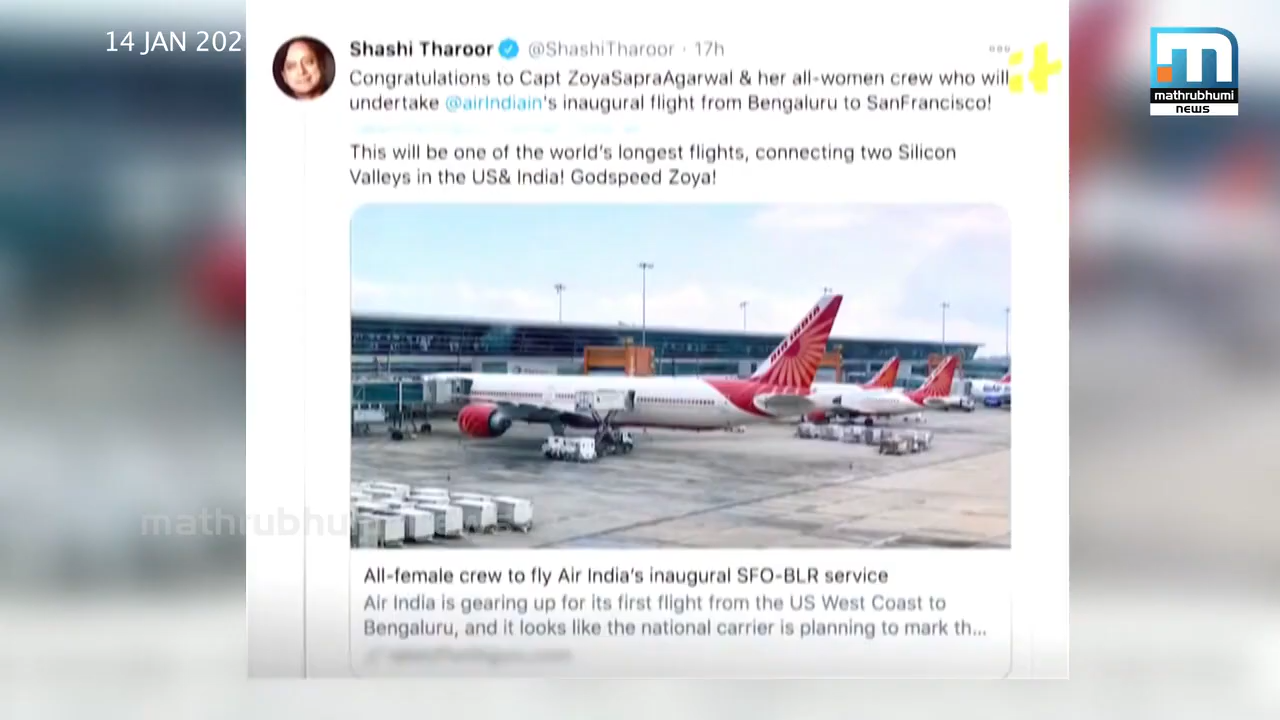 14 JAN 202
Shashi Tharoor @ShashiTharoor · 17h
Congratulations to Capt ZoyaSapraAgarwal & her all-women crew who will
undertake @airIndiain's inaugural flight from Bengaluru to SanFrancisco!
This will be one of the world's longest flights, connecting two Silicon
Valleys in the US& India! Godspeed Zoya!
AIR INDIA
All-female crew to fly Air India's inaugural SFO-BLR service
Air India is gearing up for its first flight from the US West Coast to
Bengaluru, and it looks like the national carrier is planning to mark th...
mathrubhumi news
mathrubhumi
news